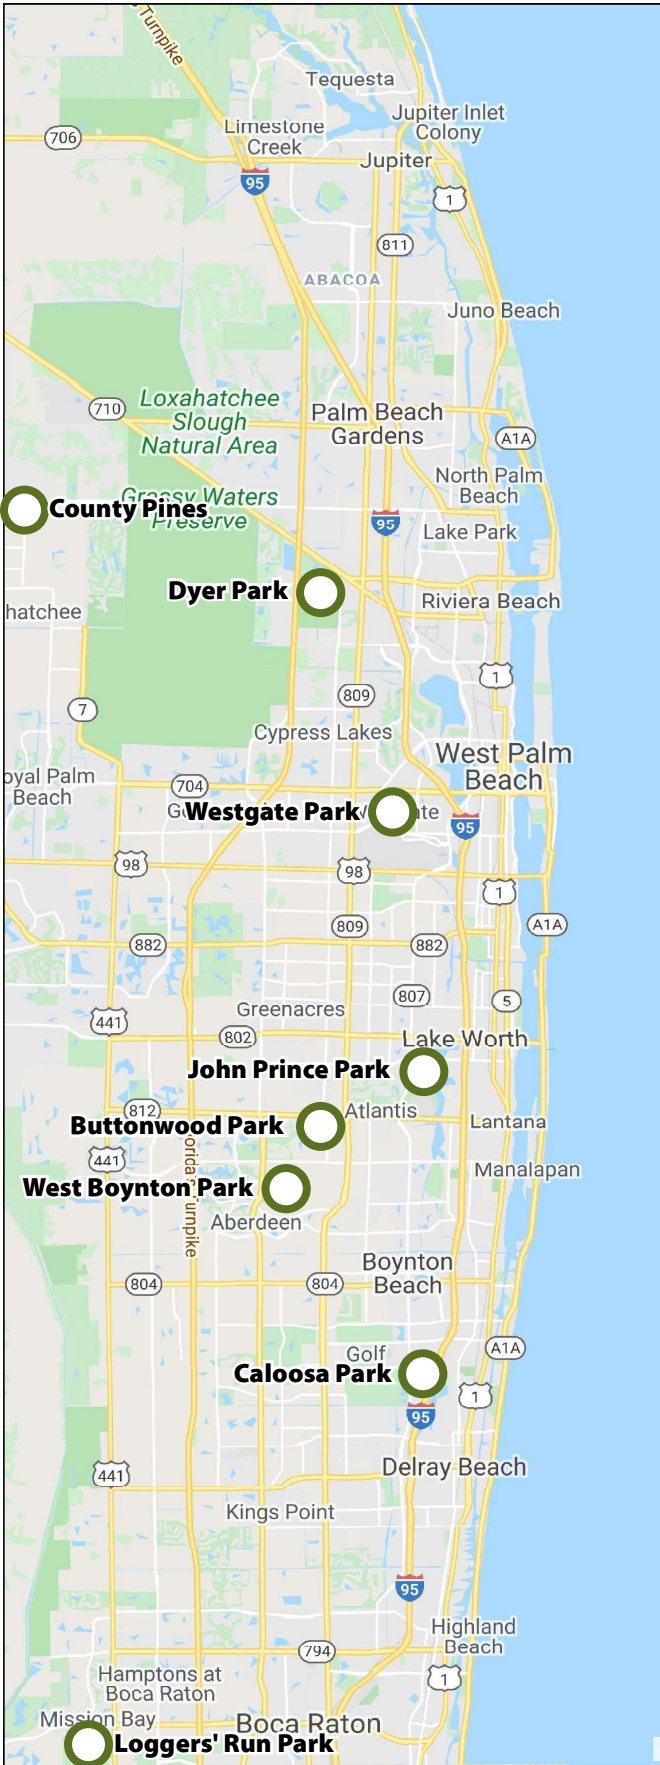 Turnpike
Tequesta
Jupiter Inlet
Colony
Limestone
Creek
706
Jupiter
95
1
811
ABACOA
Juno Beach
Loxahatchee
Slough
Natural Area
710
Palm Beach
Gardens
A1A
North Palm
Beach
Grassy Waters
Preserve
County Pines
95
Lake Park
Dyer Park
Riviera Beach
hatchee
1
809
7
Cypress Lakes
West Palm
Beach
oyal Palm
Beach
704
Westgate Park
95
98
98
1
809
A1A
882
882
807
5
Greenacres
441
802
Lake Worth
John Prince Park
812
Atlantis
Buttonwood Park
Lantana
441
Manalapan
orida's Turnpike
West Boynton Park
Aberdeen
Boynton
Beach
804
804
Golf
A1A
Caloosa Park
1
95
Delray Beach
441
Kings Point
95
Highland
Beach
794
Hamptons at
Boca Raton
1
Mission Bay
Boca Raton
Loggers' Run Park